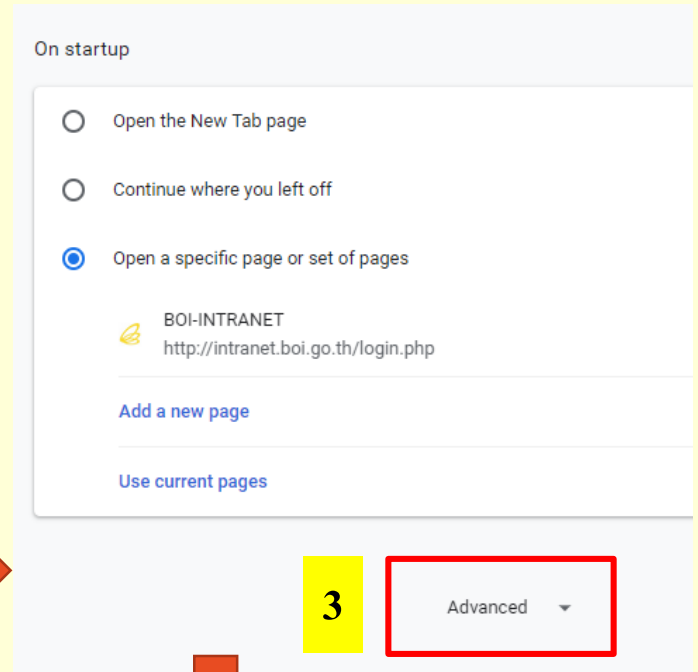 On startup
Open the New Tab page
Continue where you left off
Open a specific page or set of pages
BOI-INTRANET
http://intranet.boi.go.th/login.php
Add a new page
Use current pages
3 Advanced